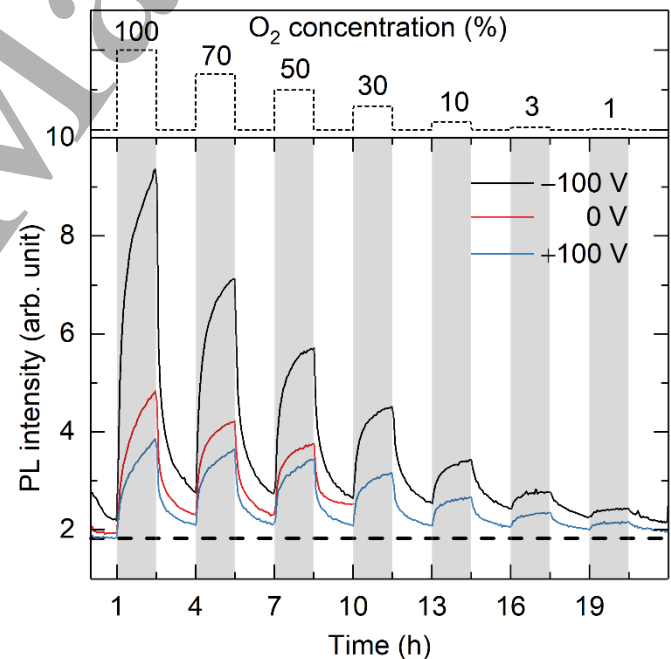 O2 concentration (%)
100
70
50
30
10
3
1
10
8
6
4
2
PL intensity (arb. unit)
−100 V
0 V
+100 V
1 4 7 10 13 16 19
Time (h)